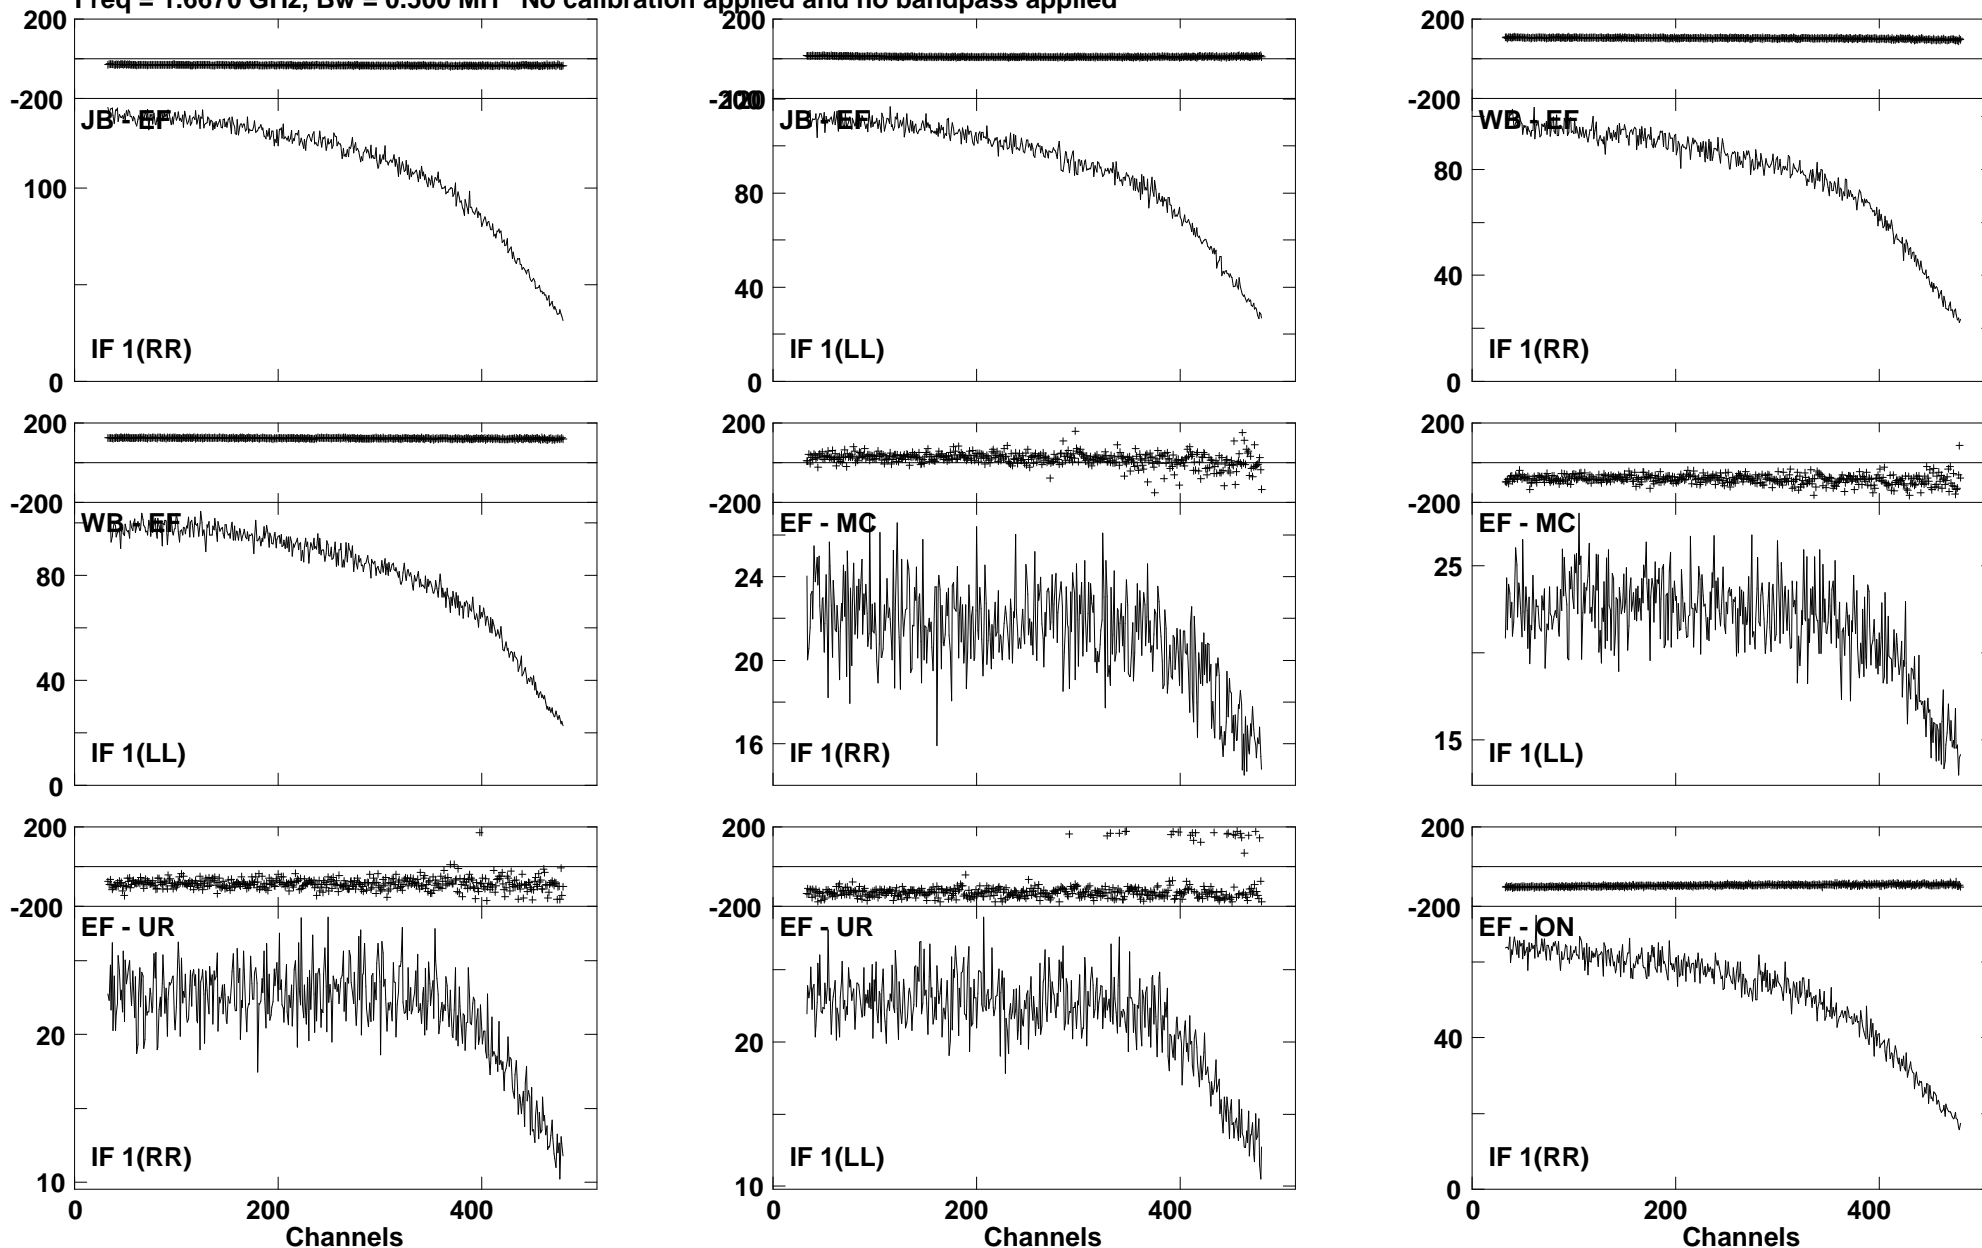 Freq = 1.6670 GHz, Bw = 0.500 MH No calibration applied and no bandpass applied
200
-200
JB - EF
100
0
IF 1(RR)
200
-200
120
JB - EF
80
40
0
IF 1(LL)
200
-200
WB - EF
80
40
0
IF 1(RR)
200
-200
WB - EF
80
40
0
IF 1(LL)
200
-200
EF - MC
24
20
16
IF 1(RR)
200
-200
EF - MC
25
15
IF 1(LL)
200
-200
EF - UR
20
10
IF 1(RR)
0 200 400
Channels
200
-200
EF - UR
20
10
IF 1(LL)
0 200 400
Channels
200
-200
EF - ON
40
0
IF 1(RR)
0 200 400
Channels